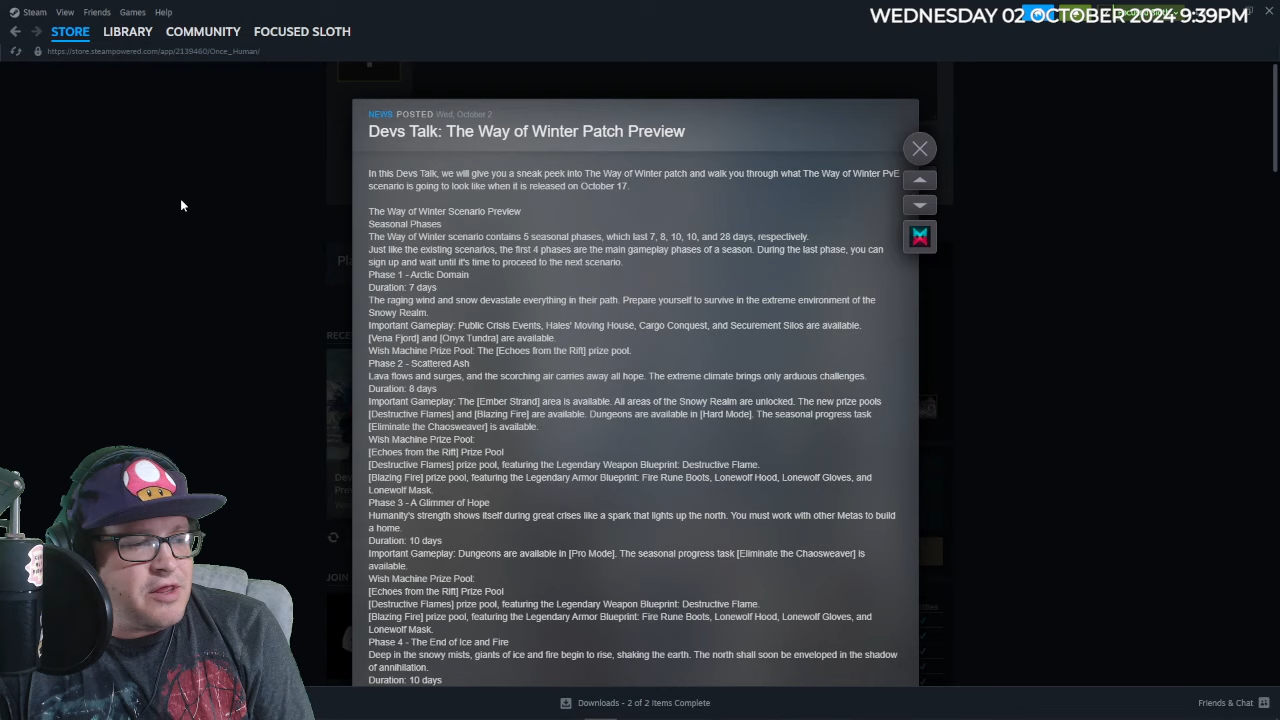 Steam View Friends Games Help
WEDNESDAY 02 OCTOBER 2024 9:39PM
STORE LIBRARY COMMUNITY FOCUSED SLOTH
https://store.steampowered.com/app/2139460/Once_Human/
NEWS POSTED Wed, October 2
Devs Talk: The Way of Winter Patch Preview
In this Devs Talk, we will give you a sneak peek into The Way of Winter patch and walk you through what The Way of Winter PvE
scenario is going to look like when it is released on October 17.
The Way of Winter Scenario Preview
Seasonal Phases
The Way of Winter scenario contains 5 seasonal phases, which last 7, 8, 10, 10, and 28 days, respectively.
Just like the existing scenarios, the first 4 phases are the main gameplay phases of a season. During the last phase, you can
sign up and wait until it's time to proceed to the next scenario.
Phase 1 - Arctic Domain
Duration: 7 days
The raging wind and snow devastate everything in their path. Prepare yourself to survive in the extreme environment of the
Snowy Realm.
Important Gameplay: Public Crisis Events, Hales' Moving House, Cargo Conquest, and Securement Silos are available.
[Vena Fjord] and [Onyx Tundra] are available.
Wish Machine Prize Pool: The [Echoes from the Rift] prize pool.
Phase 2 - Scattered Ash
Lava flows and surges, and the scorching air carries away all hope. The extreme climate brings only arduous challenges.
Duration: 8 days
Important Gameplay: The [Ember Strand] area is available. All areas of the Snowy Realm are unlocked. The new prize pools
[Destructive Flames] and [Blazing Fire] are available. Dungeons are available in [Hard Mode]. The seasonal progress task
[Eliminate the Chaosweaver] is available.
Wish Machine Prize Pool:
[Echoes from the Rift] Prize Pool
[Destructive Flames] prize pool, featuring the Legendary Weapon Blueprint: Destructive Flame.
[Blazing Fire] prize pool, featuring the Legendary Armor Blueprint: Fire Rune Boots, Lonewolf Hood, Lonewolf Gloves, and
Lonewolf Mask.
Phase 3 - A Glimmer of Hope
Humanity's strength shows itself during great crises like a spark that lights up the north. You must work with other Metas to build
a home.
Duration: 10 days
Important Gameplay: Dungeons are available in [Pro Mode]. The seasonal progress task [Eliminate the Chaosweaver] is
available.
Wish Machine Prize Pool:
[Echoes from the Rift] Prize Pool
[Destructive Flames] prize pool, featuring the Legendary Weapon Blueprint: Destructive Flame.
[Blazing Fire] prize pool, featuring the Legendary Armor Blueprint: Fire Rune Boots, Lonewolf Hood, Lonewolf Gloves, and
Lonewolf Mask.
Phase 4 - The End of Ice and Fire
Deep in the snowy mists, giants of ice and fire begin to rise, shaking the earth. The north shall soon be enveloped in the shadow
of annihilation.
Duration: 10 days
JOIN
Downloads - 2 of 2 Items Complete
Friends & Chat